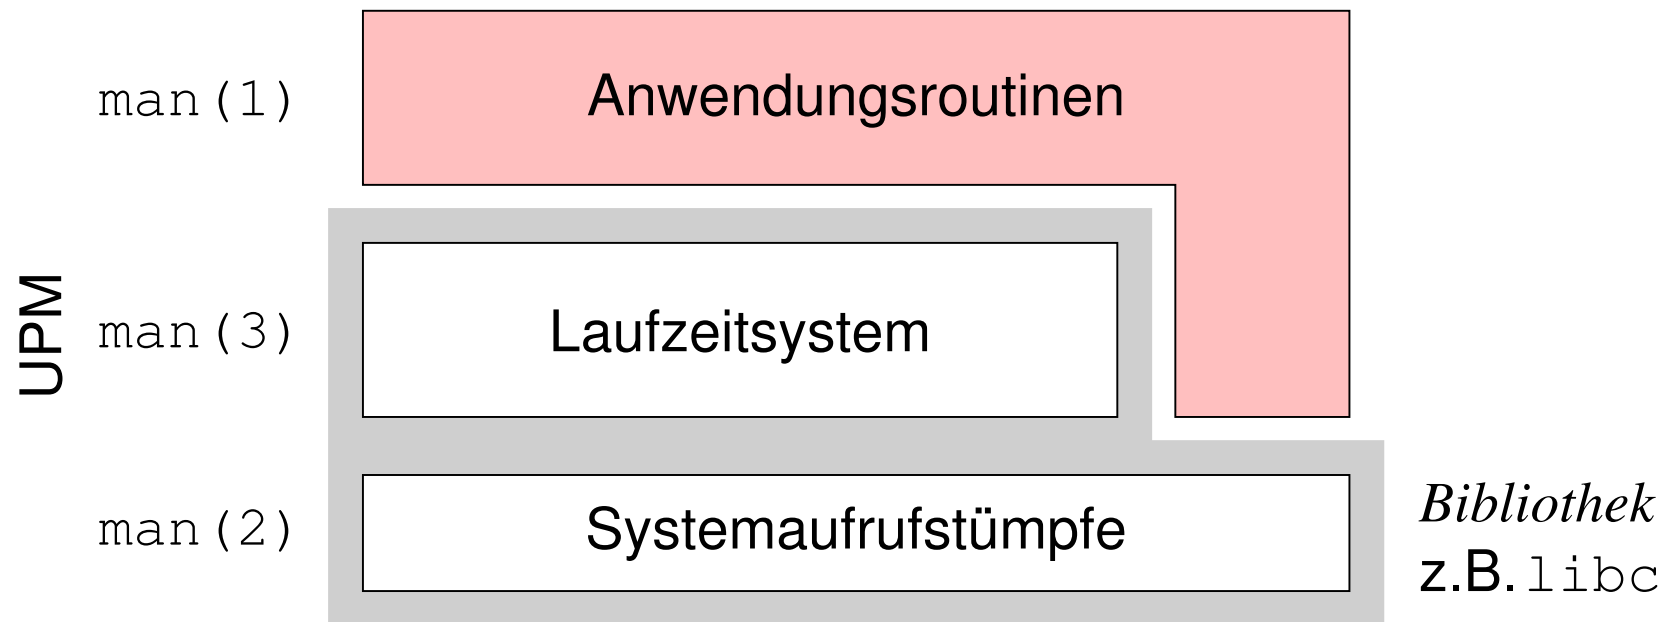 man(1)
Anwendungsroutinen
UPM
man(3)
Laufzeitsystem
man(2)
Systemaufrufstümpfe
Bibliothek
z.B. libc